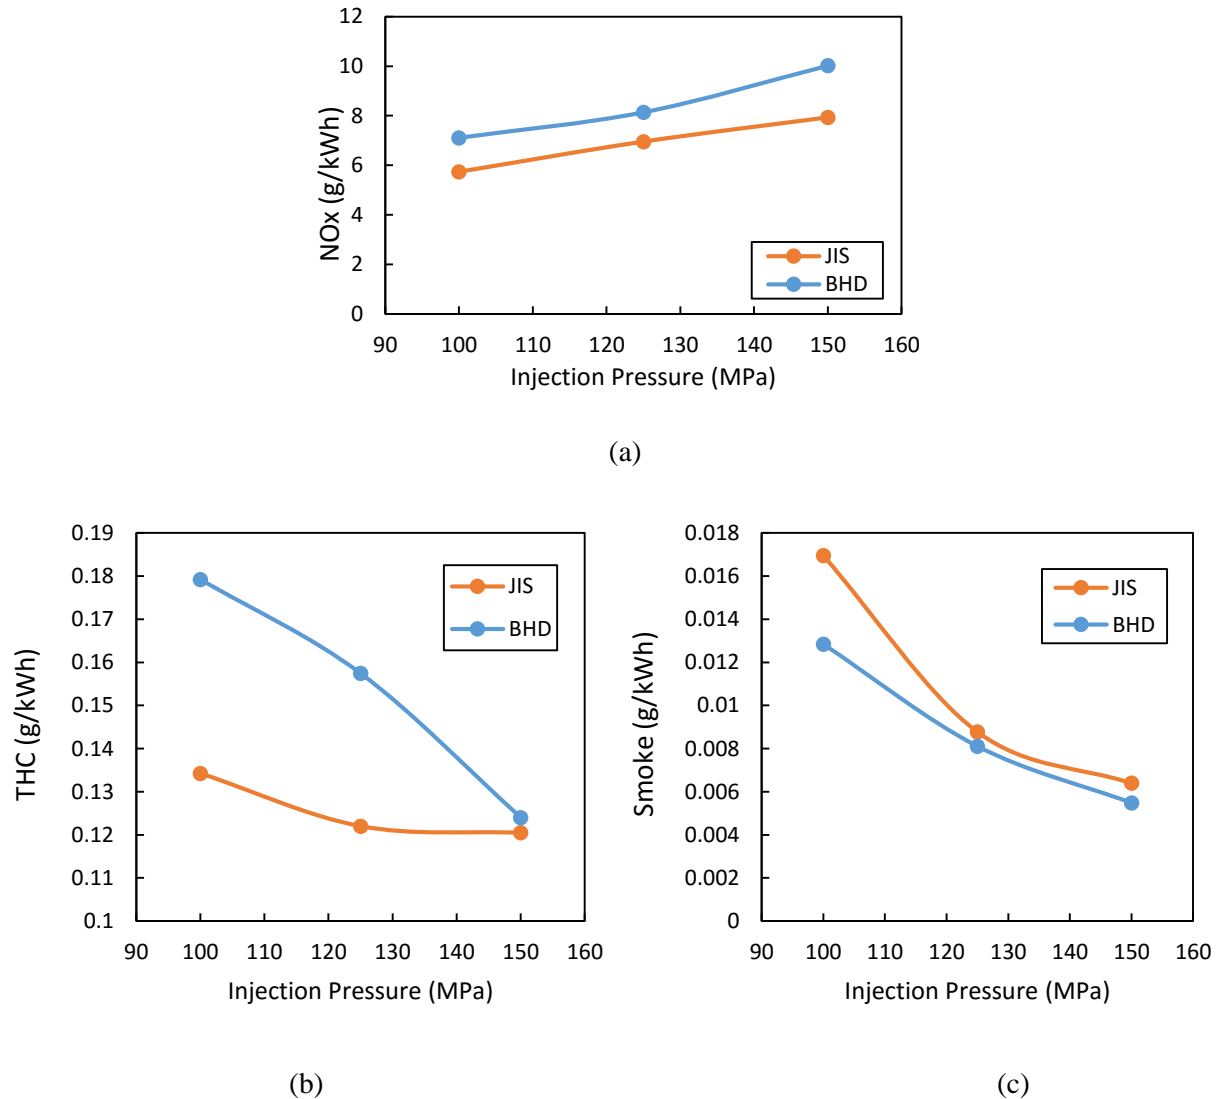 12
10
8
6
4
2
0
NOx (g/kWh)
JIS
BHD
90 100 110 120 130 140 150 160
Injection Pressure (MPa)
(a)
0.19
0.18
0.17
0.16
0.15
0.14
0.13
0.12
0.11
0.1
THC (g/kWh)
JIS
BHD
90 100 110 120 130 140 150 160
Injection Pressure (MPa)
(b)
0.018
0.016
0.014
0.012
0.01
0.008
0.006
0.004
0.002
0
Smoke (g/kWh)
JIS
BHD
90 100 110 120 130 140 150 160
Injection Pressure (MPa)
(c)